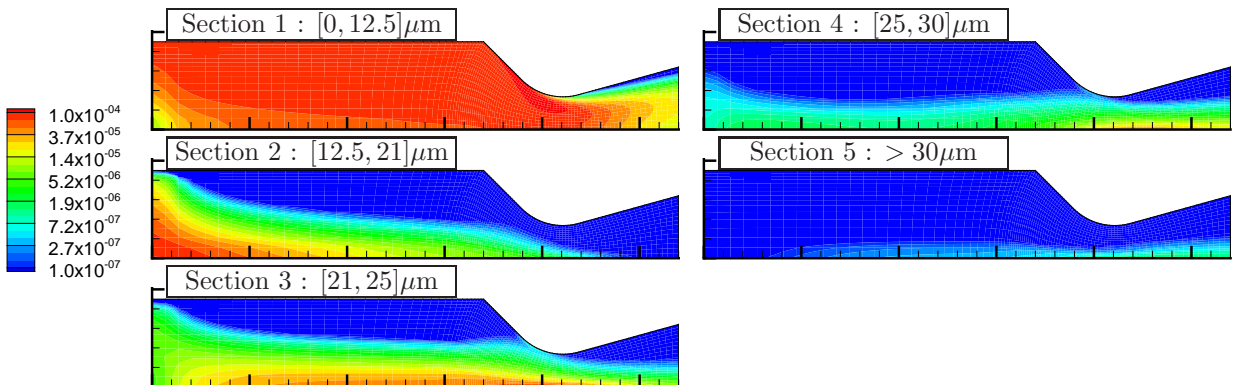 Section 1 : [0, 12.5]μm
Section 4 : [25, 30]μm
1.0x10-04
3.7x10-05
1.4x10-05
5.2x10-06
1.9x10-06
7.2x10-07
2.7x10-07
1.0x10-07
Section 2 : [12.5, 21]μm
Section 5 : > 30μm
Section 3 : [21, 25]μm